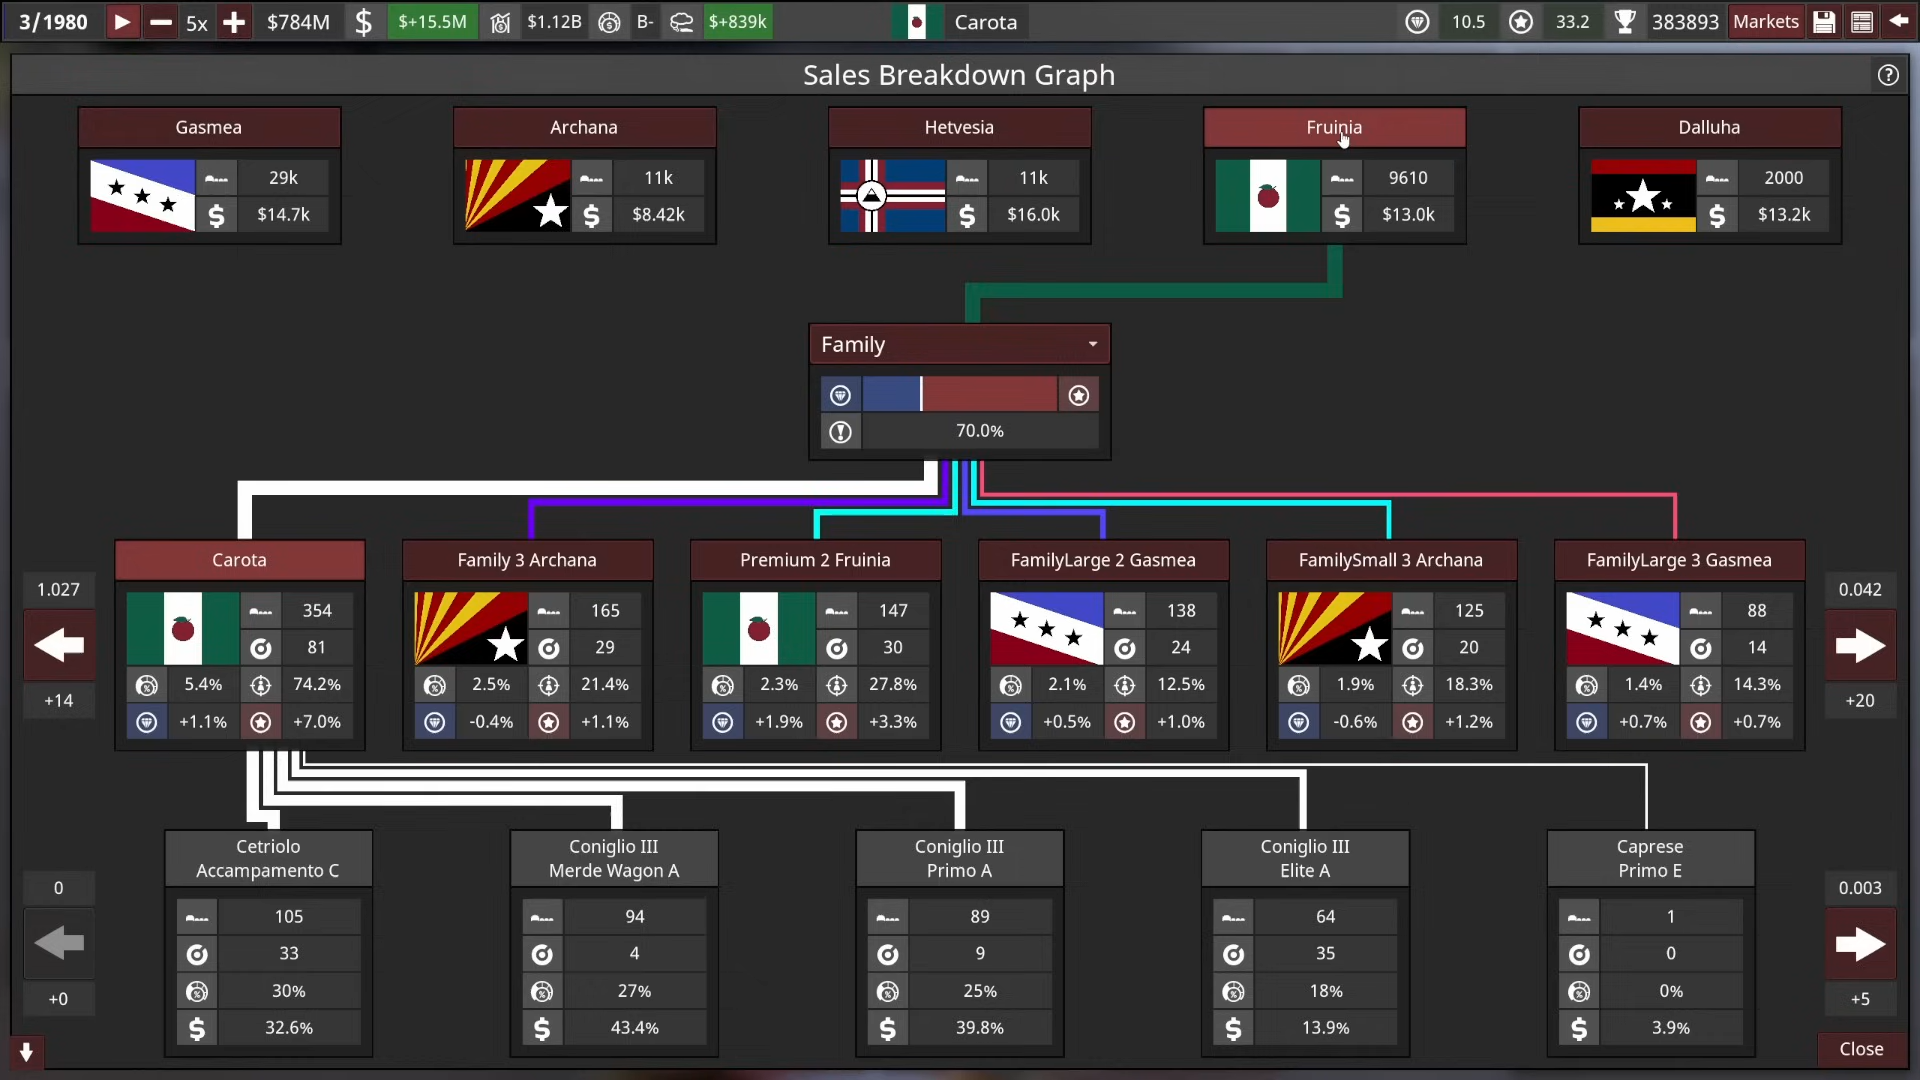 3/1980
5x
$784M
$+15.5M
$1.12B
B-
$+839k
Carota
10.5
33.2
383893
Markets
Sales Breakdown Graph
Gasmea
29k
$14.7k
Archana
11k
$8.42k
Hetvesia
11k
$16.0k
Fruinia
9610
$13.0k
Dalluha
2000
$13.2k
Family
70.0%
1.027
+14
Carota
354
81
5.4%
74.2%
+1.1%
+7.0%
Family 3 Archana
165
29
2.5%
21.4%
-0.4%
+1.1%
Premium 2 Fruinia
147
30
2.3%
27.8%
+1.9%
+3.3%
FamilyLarge 2 Gasmea
138
24
2.1%
12.5%
+0.5%
+1.0%
FamilySmall 3 Archana
125
20
1.9%
18.3%
-0.6%
+1.2%
FamilyLarge 3 Gasmea
88
14
1.4%
14.3%
+0.7%
+0.7%
0.042
+20
0
+0
Cetriolo
Accampamento C
105
33
30%
32.6%
Coniglio III
Merde Wagon A
94
4
27%
43.4%
Coniglio III
Primo A
89
9
25%
39.8%
Coniglio III
Elite A
64
35
18%
13.9%
Caprese
Primo E
1
0
0%
3.9%
0.003
+5
Close